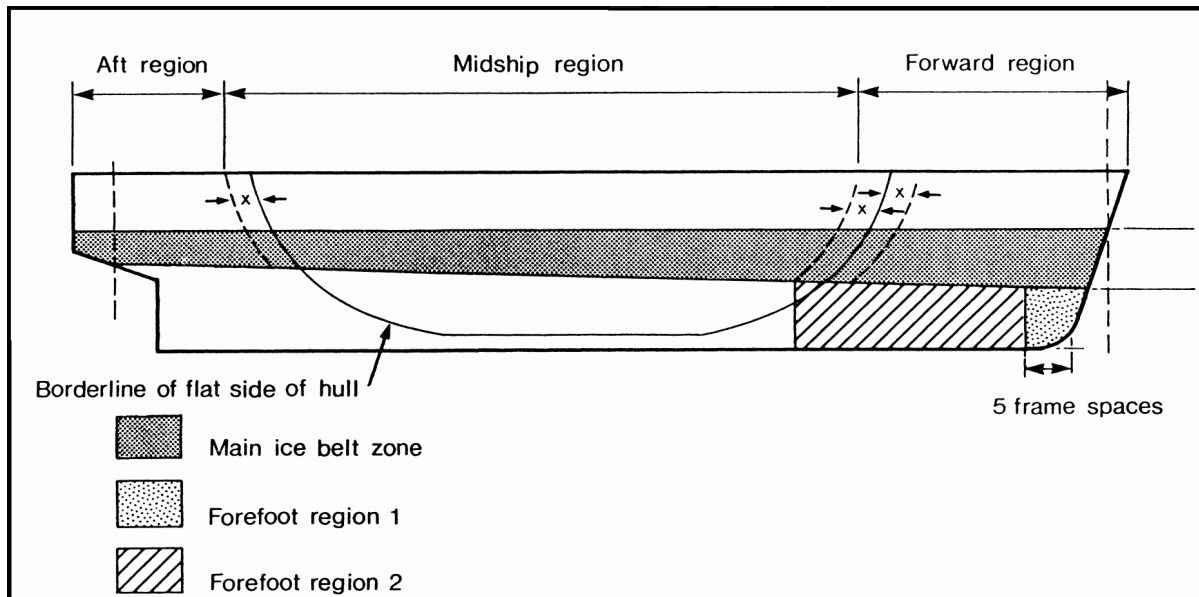 Aft region
Midship region
Forward region
x
x
x
Borderline of flat side of hull
5 frame spaces
Main ice belt zone
Forefoot region 1
Forefoot region 2